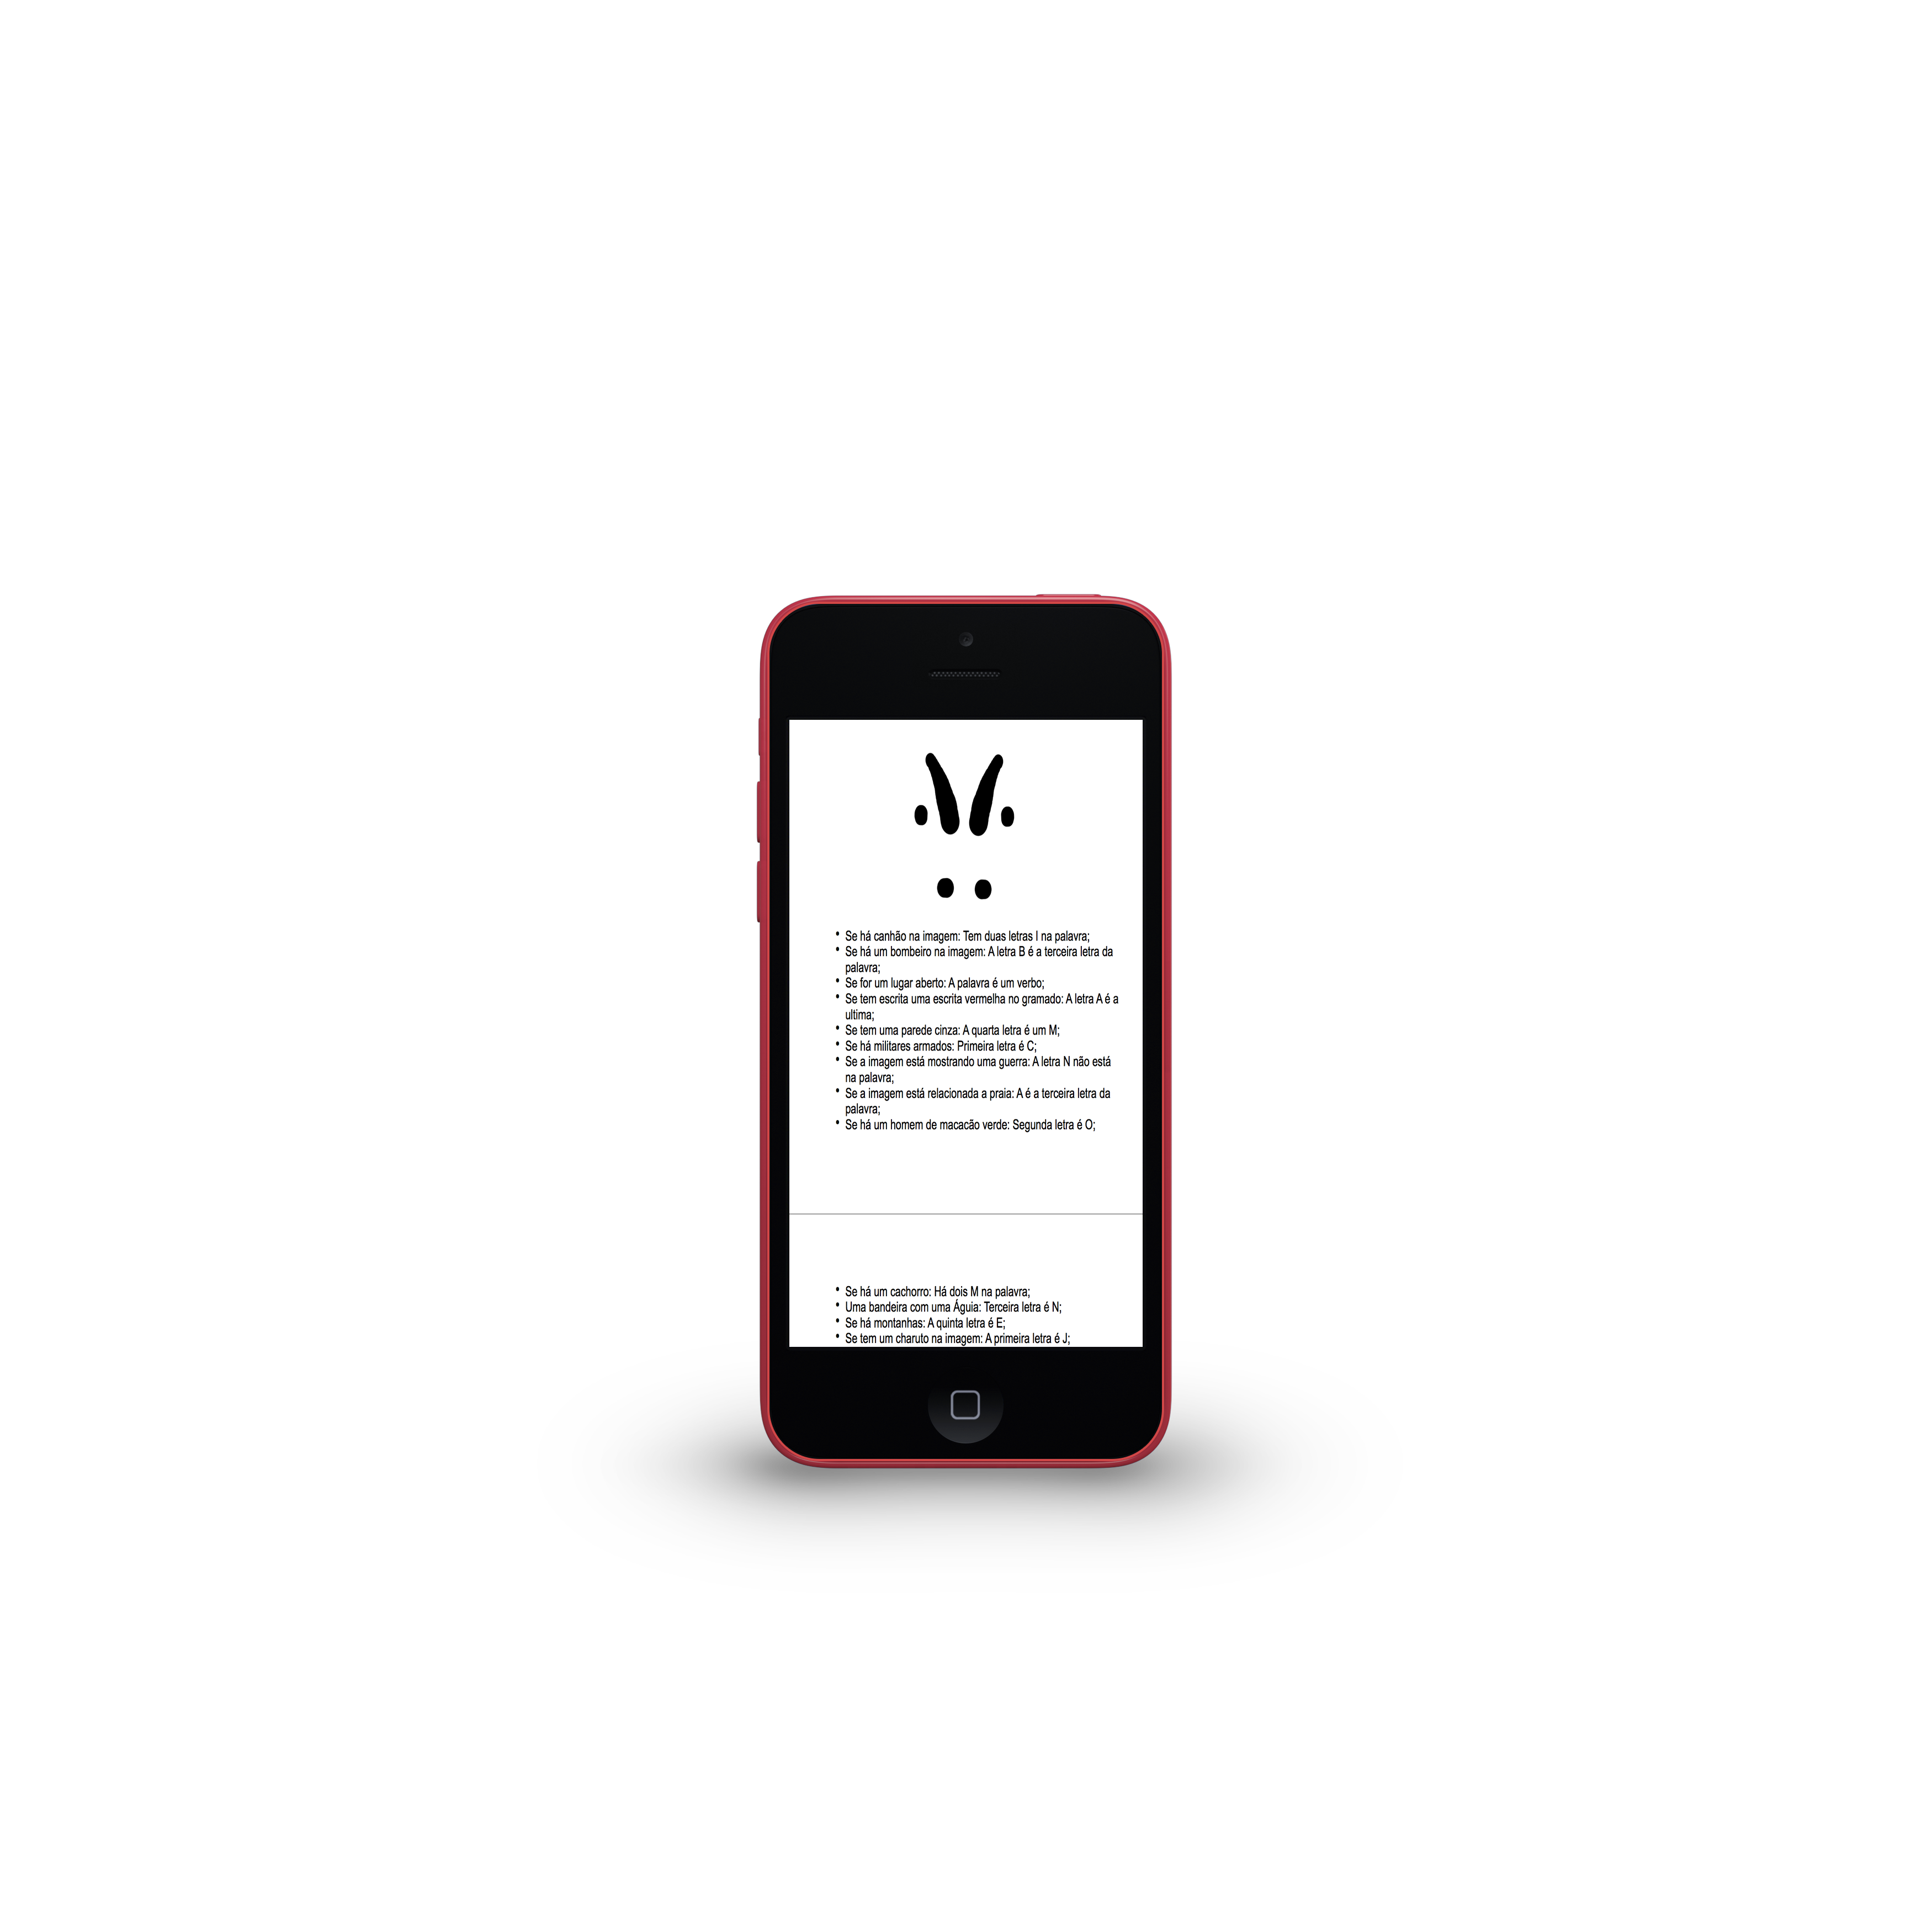 • Se há canhão na imagem: Tem duas letras I na palavra;
• Se há um bombeiro na imagem: A letra B é a terceira letra da
palavra;
• Se for um lugar aberto: A palavra é um verbo;
• Se tem escrita uma escrita vermelha no gramado: A letra A é a
ultima;
• Se tem uma parede cinza: A quarta letra é um M;
• Se há militares armados: Primeira letra é C;
• Se a imagem está mostrando uma guerra: A letra N não está
na palavra;
• Se a imagem está relacionada a praia: A é a terceira letra da
palavra;
• Se há um homem de macacão verde: Segunda letra é O;
• Se há um cachorro: Há dois M na palavra;
• Uma bandeira com uma Águia: Terceira letra é N;
• Se há montanhas: A quinta letra é E;
• Se tem um charuto na imagem: A primeira letra é J;